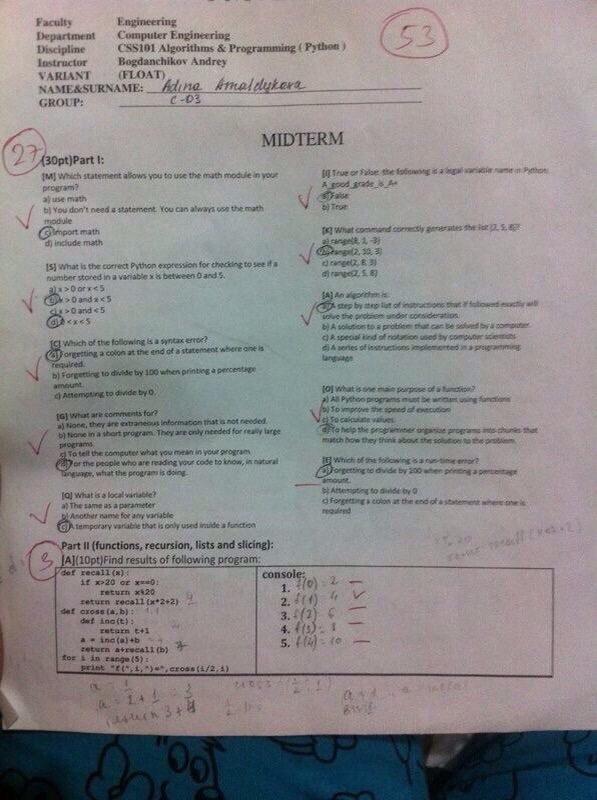 Faculty Engineering
Department Computer Engineering
Discipline CSS101 Algorithms & Programming ( Python )
Instructor Bogdanchikov Andrey
VARIANT (FLOAT)
NAME&SURNAME: Adina Amaldykova
GROUP: C-03
53
MIDTERM
27
(30pt)Part I:
[M] Which statement allows you to use the math module in your
program?
a) use math
b) You don't need a statement. You can always use the math
module
c) import math
d) include math
[S] What is the correct Python expression for checking to see if a
number stored in a variable x is between 0 and 5.
a) x > 0 or x < 5
b) x > 0 and x < 5
c) x > 0 and < 5
d) 0 < x < 5
[C] Which of the following is a syntax error?
a) Forgetting a colon at the end of a statement where one is
required.
b) Forgetting to divide by 100 when printing a percentage
amount.
c) Attempting to divide by 0.
[G] What are comments for?
a) None, they are extraneous information that is not needed.
b) None in a short program. They are only needed for really large
programs.
c) To tell the computer what you mean in your program.
d) For the people who are reading your code to know, in natural
language, what the program is doing.
[Q] What is a local variable?
a) The same as a parameter
b) Another name for any variable
c) A temporary variable that is only used inside a function
[I] True or False: the following is a legal variable name in Python:
A_good_grade_is_A+
a) False
b) True
[K] What command correctly generates the list [2, 5, 8]?
a) range(8, 1, -3)
b) range(2, 10, 3)
c) range(2, 8, 3)
d) range(2, 5, 8)
[A] An algorithm is:
a) A step by step list of instructions that if followed exactly will
solve the problem under consideration.
b) A solution to a problem that can be solved by a computer.
c) A special kind of notation used by computer scientists
d) A series of instructions implemented in a programming
language
[O] What is one main purpose of a function?
a) All Python programs must be written using functions
b) To improve the speed of execution
c) To calculate values.
d) To help the programmer organize programs into chunks that
match how they think about the solution to the problem.
[E] Which of the following is a run-time error?
a) Forgetting to divide by 100 when printing a percentage
amount.
b) Attempting to divide by 0
c) Forgetting a colon at the end of a statement where one is
required
3
Part II (functions, recursion, lists and slicing):
[A](10pt)Find results of following program:
def recall(x):
if x>20 or x==0:
return x%20
return recall(x*2+2)
def cross(a,b):
def inc(t):
return t+1
a = inc(a)+b
return a+recall(b)
for i in range(5):
print "f(",i,")=",cross(i/2,i)
console:
1. f(0) = 2
2. f(1) 4
3. f(2) 6
4. f(3) = 8
5. f(4) = 10